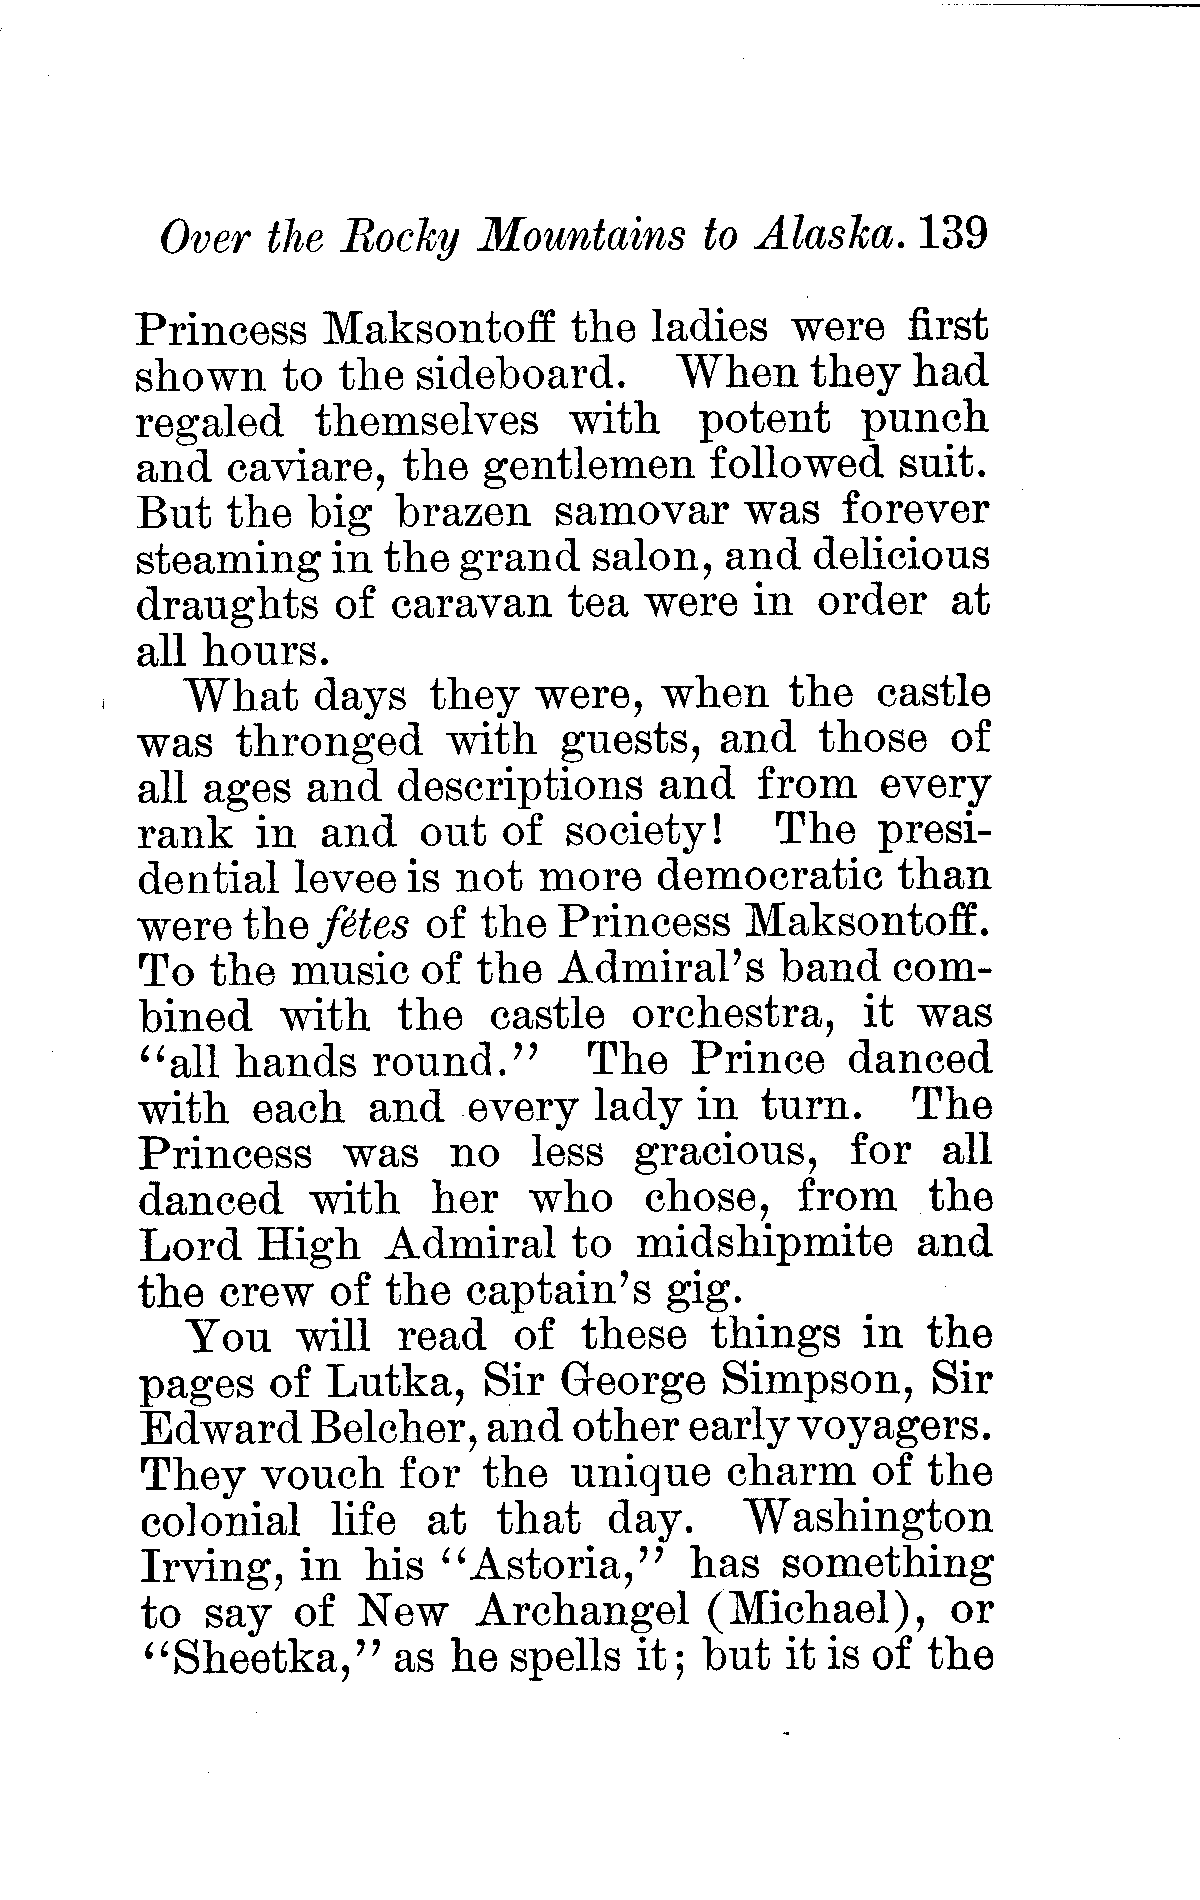 Over the Rocky Mountains to Alaska. 139
Princess Maksontoff the ladies were first
shown to the sideboard. When they had
regaled themselves with potent punch
and caviare, the gentlemen followed suit.
But the big brazen samovar was forever
steaming in the grand salon, and delicious
draughts of caravan tea were in order at
all hours.
What days they were, when the castle
was thronged with guests, and those of
all ages and descriptions and from every
rank in and out of society! The presi-
dential levee is not more democratic than
were the fêtes of the Princess Maksontoff.
To the music of the Admiral's band com-
bined with the castle orchestra, it was
"all hands round." The Prince danced
with each and every lady in turn. The
Princess was no less gracious, for all
danced with her who chose, from the
Lord High Admiral to midshipmite and
the crew of the captain's gig.
You will read of these things in the
pages of Lutka, Sir George Simpson, Sir
Edward Belcher, and other early voyagers.
They vouch for the unique charm of the
colonial life at that day. Washington
Irving, in his "Astoria," has something
to say of New Archangel (Michael), or
"Sheetka," as he spells it; but it is of the